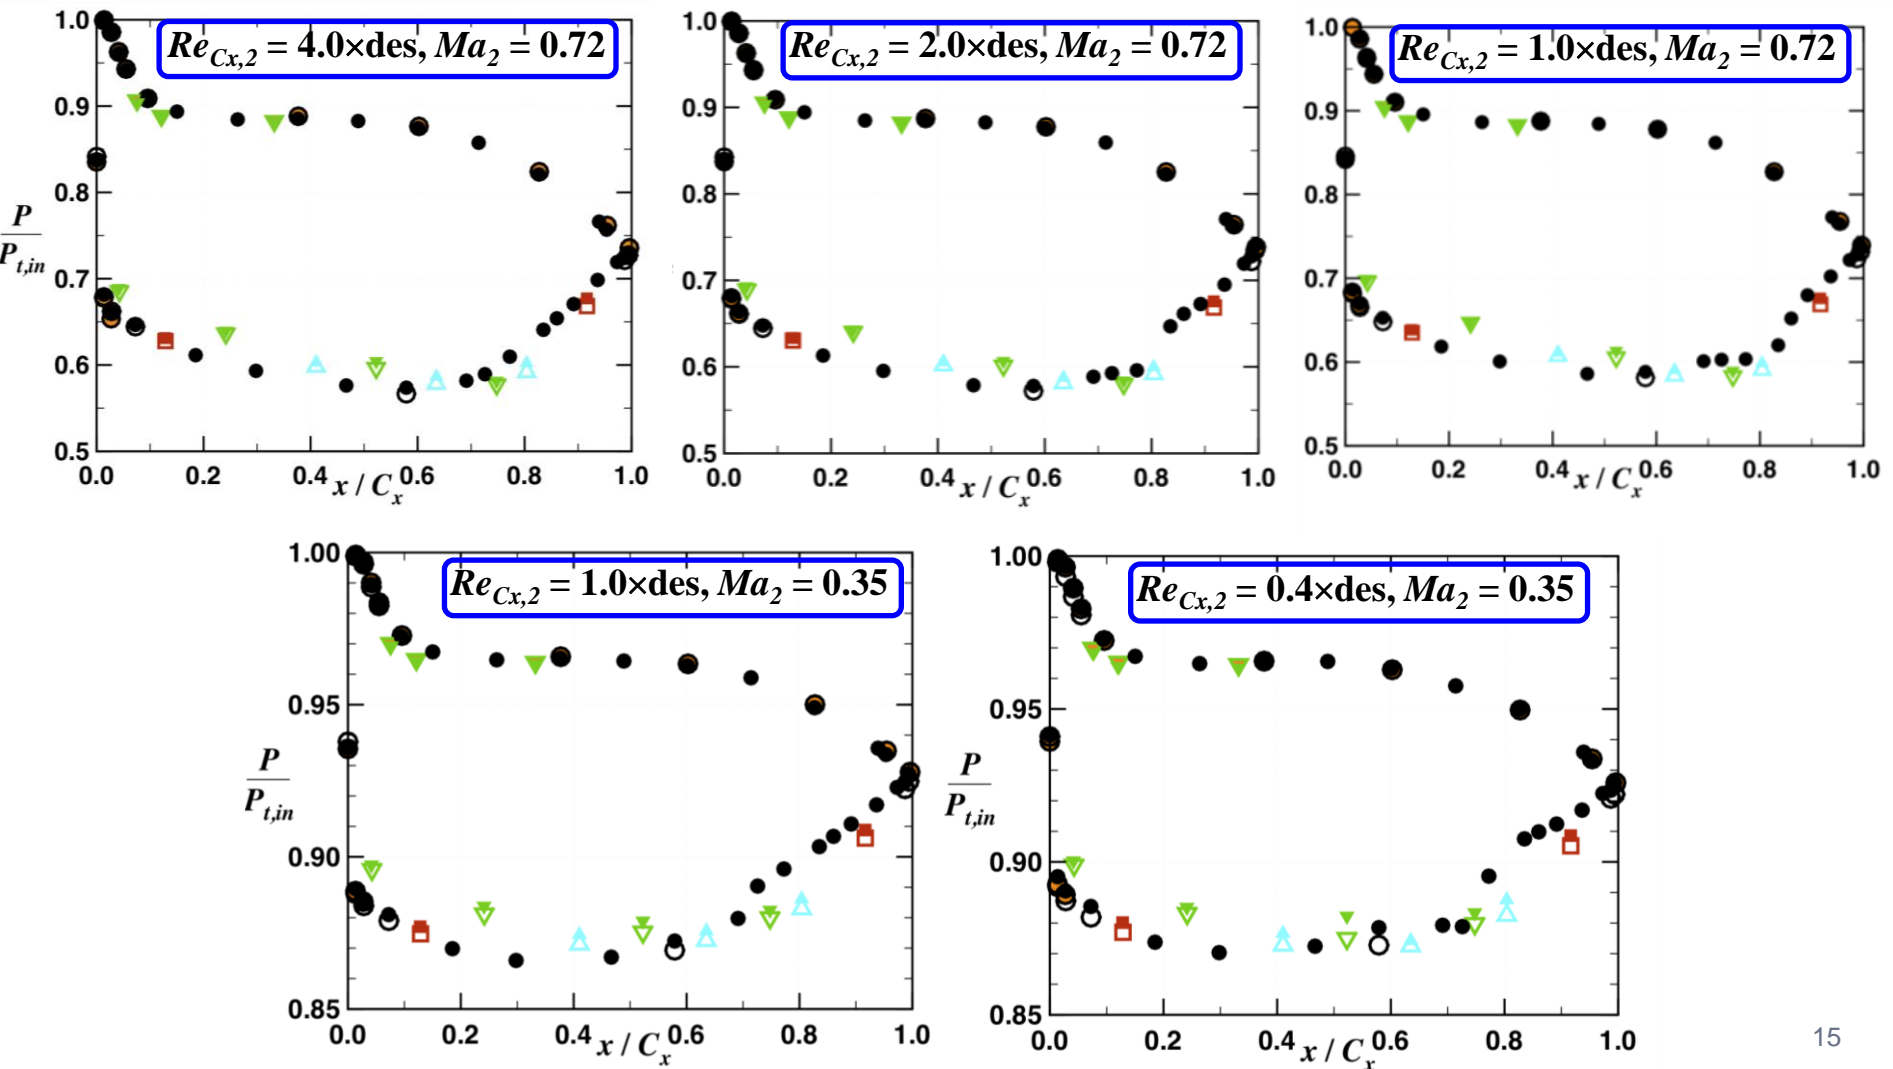 Re_{Cx,2} = 4.0×des, Ma_2 = 0.72
1.0
0.9
0.8
0.7
0.6
0.5
P
P_{t,in}
0.0 0.2 0.4 0.6 0.8 1.0
x / C_x
Re_{Cx,2} = 2.0×des, Ma_2 = 0.72
1.0
0.9
0.8
0.7
0.6
0.5
0.0 0.2 0.4 0.6 0.8 1.0
x / C_x
Re_{Cx,2} = 1.0×des, Ma_2 = 0.72
1.0
0.9
0.8
0.7
0.6
0.5
0.0 0.2 0.4 0.6 0.8 1.0
x / C_x
Re_{Cx,2} = 1.0×des, Ma_2 = 0.35
1.00
0.95
0.90
0.85
P
P_{t,in}
0.0 0.2 0.4 0.6 0.8 1.0
x / C_x
Re_{Cx,2} = 0.4×des, Ma_2 = 0.35
1.00
0.95
0.90
0.85
P
P_{t,in}
0.0 0.2 0.4 0.6 0.8 1.0
x / C_x
15